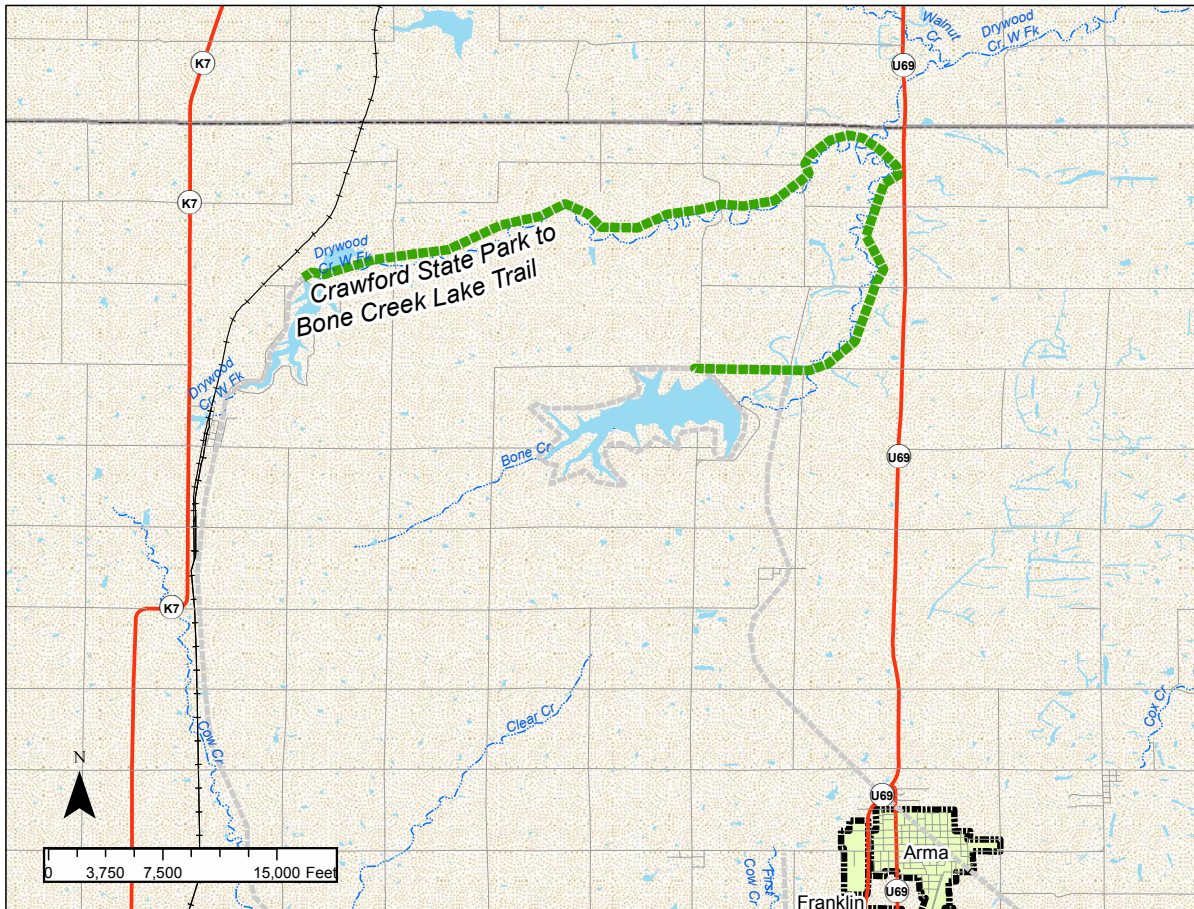 K7
U69
Walnut
Cr
Drywood
Cr, W Fk
K7
Drywood
Cr, W Fk
Crawford State Park to
Bone Creek Lake Trail
Drywood
Cr, W Fk
Bone Cr
U69
K7
Clear Cr
Cow Cr
Cox Cr
N
U69
0 3,750 7,500 15,000 Feet
Arma
First
Cow Cr
U69
Franklin